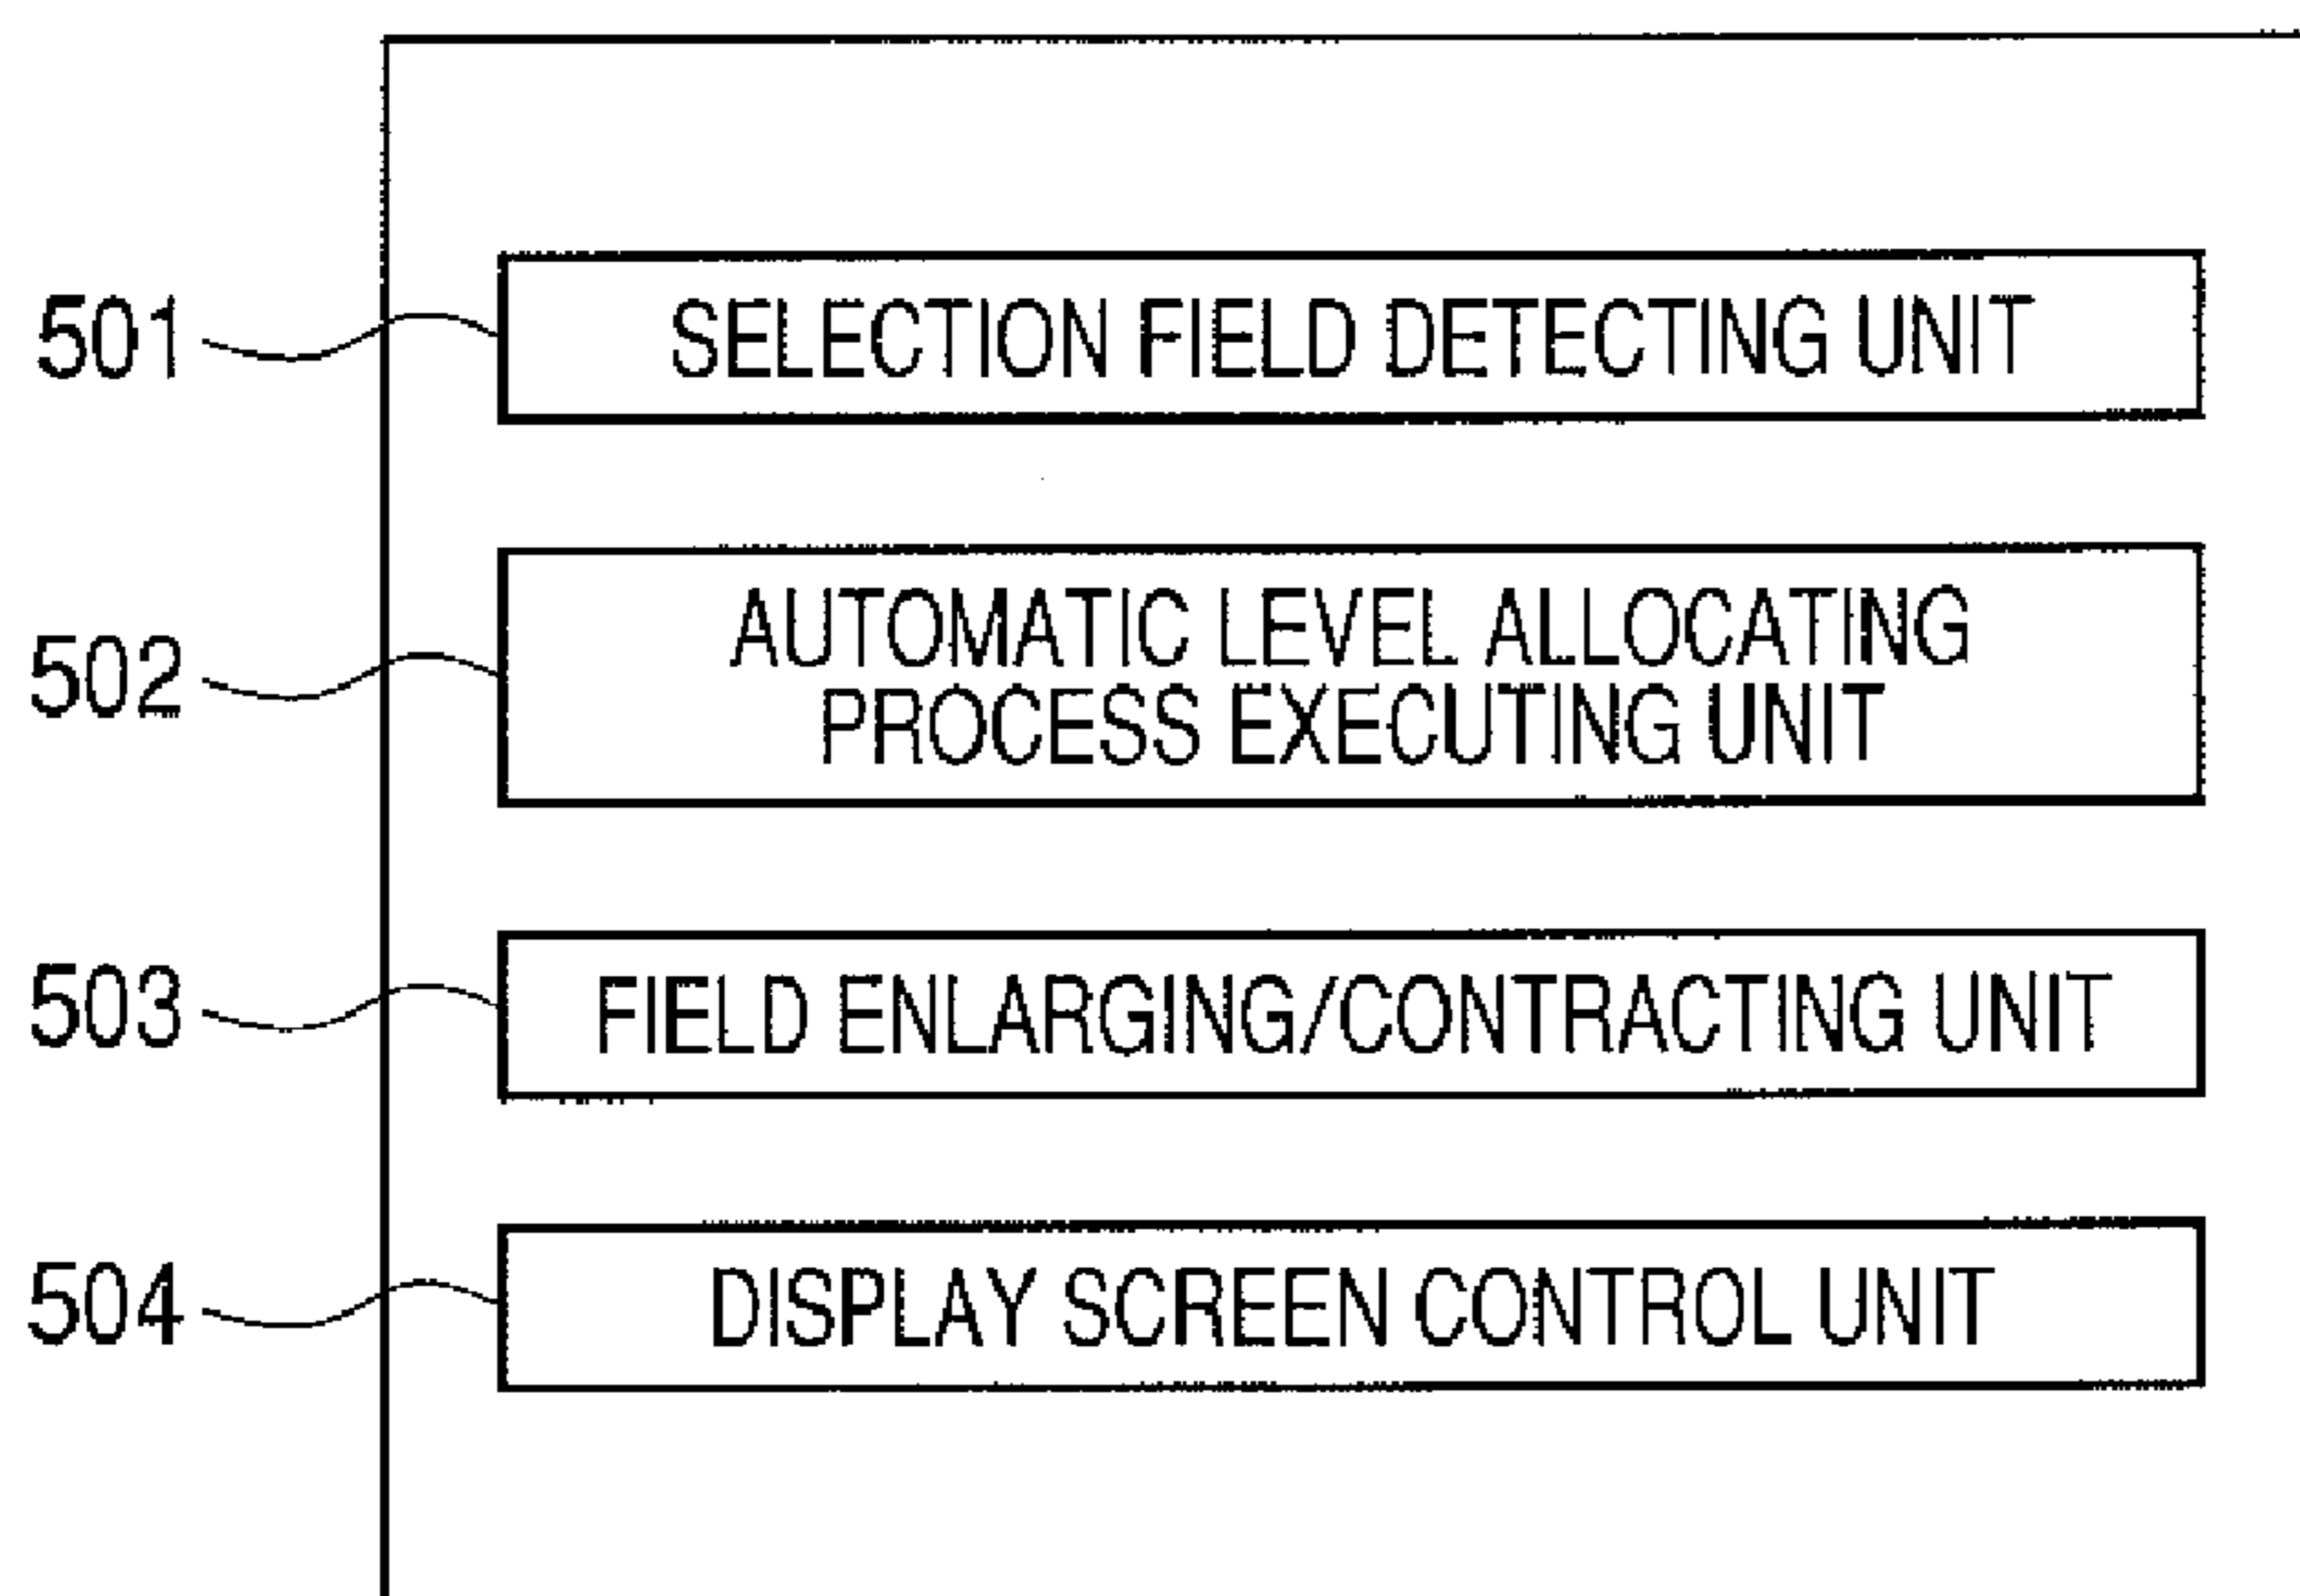 501 SELECTION FIELD DETECTING UNIT
502 AUTOMATIC LEVEL ALLOCATING
PROCESS EXECUTING UNIT
503 FIELD ENLARGING/CONTRACTING UNIT
504 DISPLAY SCREEN CONTROL UNIT